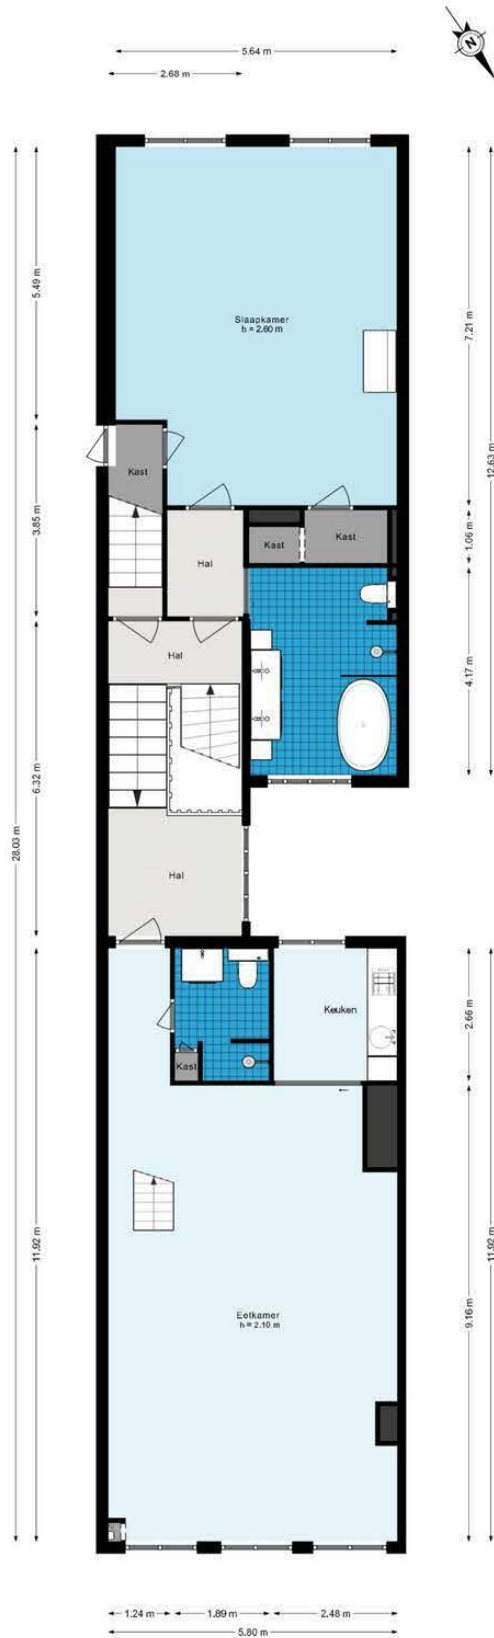 N
5.64 m
2.68 m
5.49 m
7.21 m
Slaapkamer
h = 2.60 m
12.63 m
Kast
3.85 m
Kast
Kast
1.06 m
Hal
Hal
4.17 m
6.32 m
28.03 m
Hal
Keuken
2.66 m
Kast
11.92 m
11.92 m
9.16 m
Eetkamer
h = 2.10 m
1.24 m
1.89 m
2.48 m
5.80 m